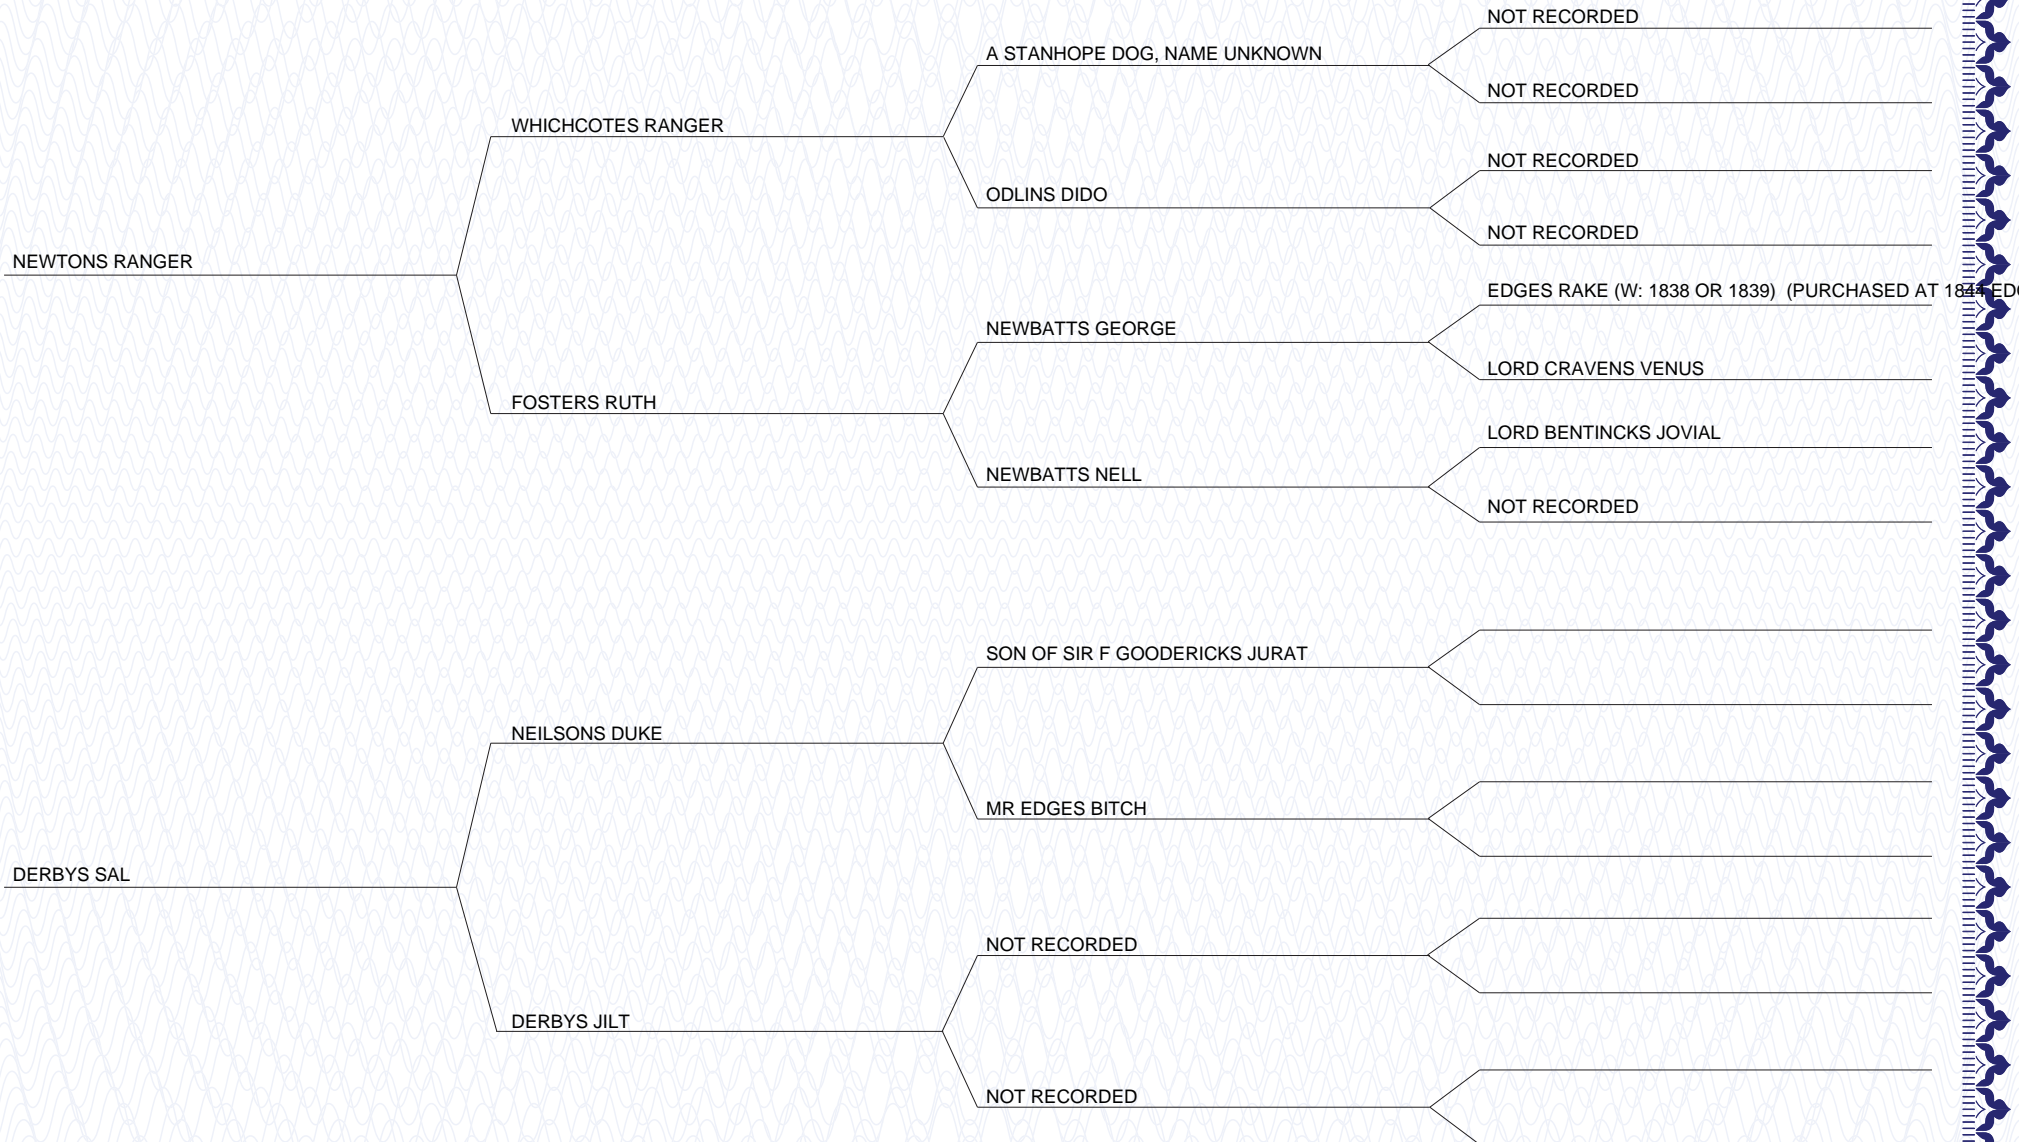 NOT RECORDED
A STANHOPE DOG, NAME UNKNOWN
NOT RECORDED
WHICHCOTES RANGER
NOT RECORDED
ODLINS DIDO
NOT RECORDED
NEWTONS RANGER
EDGES RAKE (W: 1838 OR 1839) (PURCHASED AT 1844
NEWBATTS GEORGE
LORD CRAVENS VENUS
FOSTERS RUTH
LORD BENTINCKS JOVIAL
NEWBATTS NELL
NOT RECORDED
SON OF SIR F GOODERICKS JURAT
NEILSONS DUKE
MR EDGES BITCH
DERBYS SAL
NOT RECORDED
DERBYS JILT
NOT RECORDED